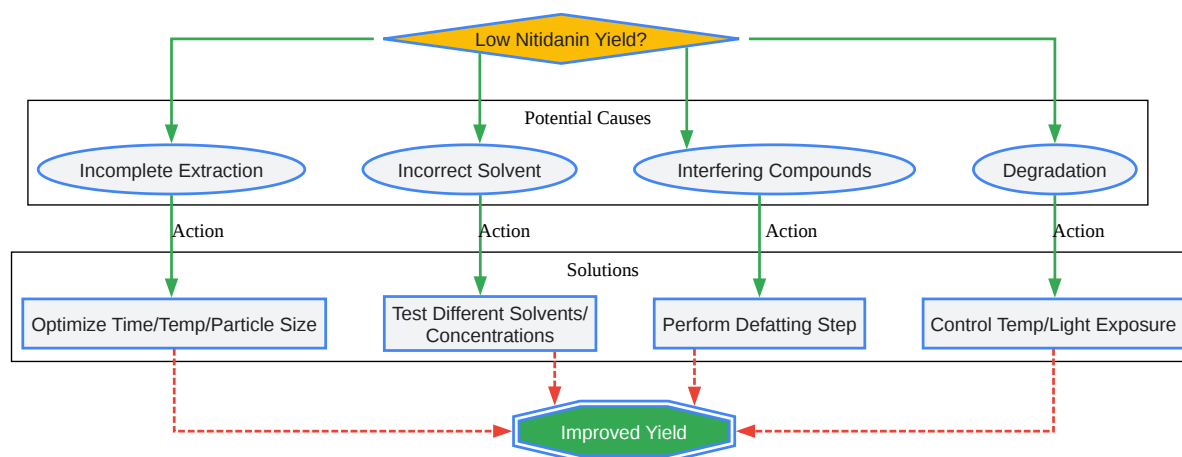 Low Nitidanin Yield?
Potential Causes
Incomplete Extraction
Incorrect Solvent
Interfering Compounds
Degradation
Action
Action
Action
Action
Solutions
Optimize Time/Temp/Particle Size
Test Different Solvents/
Concentrations
Perform Defatting Step
Control Temp/Light Exposure
Improved Yield